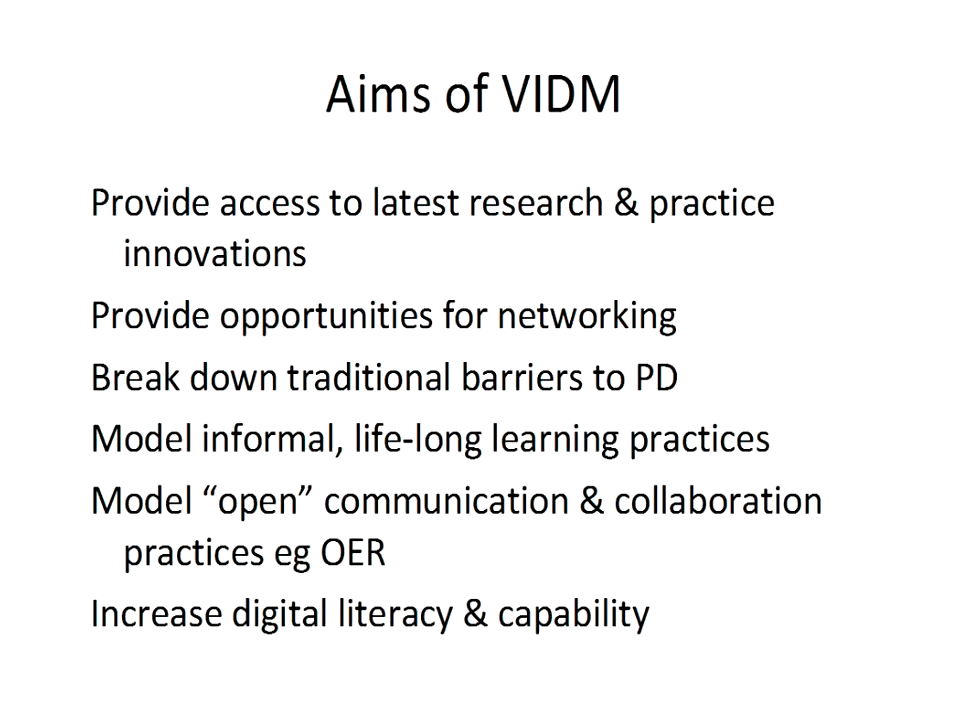 Aims of VIDM
Provide access to latest research & practice
innovations
Provide opportunities for networking
Break down traditional barriers to PD
Model informal, life-long learning practices
Model “open” communication & collaboration
practices eg OER
Increase digital literacy & capability